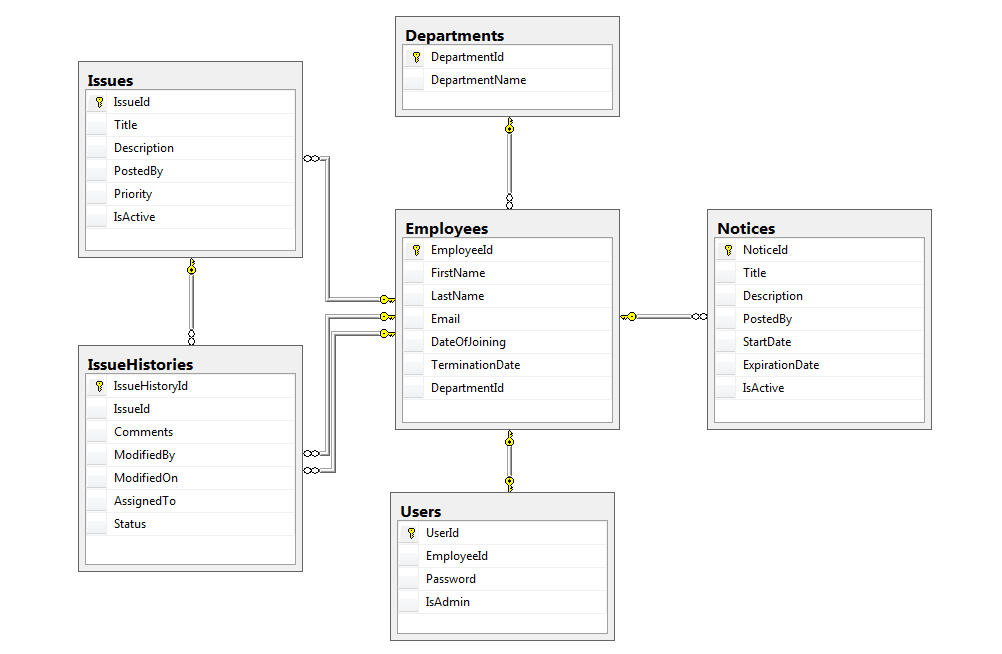 Departments
DepartmentId
DepartmentName
Issues
IssueId
Title
Description
PostedBy
Priority
IsActive
Employees
EmployeeId
FirstName
LastName
Email
DateOfJoining
TerminationDate
DepartmentId
Notices
NoticeId
Title
Description
PostedBy
StartDate
ExpirationDate
IsActive
IssueHistories
IssueHistoryId
IssueId
Comments
ModifiedBy
ModifiedOn
AssignedTo
Status
Users
UserId
EmployeeId
Password
IsAdmin